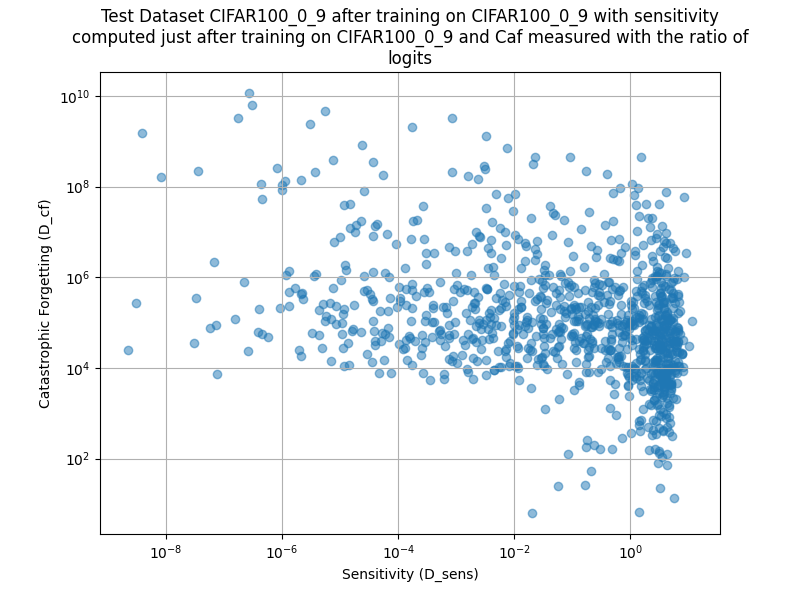 Test Dataset CIFAR100_0_9 after training on CIFAR100_0_9 with sensitivity
computed just after training on CIFAR100_0_9 and Caf measured with the ratio of
logits
10^10
10^8
10^6
10^4
10^2
Catastrophic Forgetting (D_cf)
10^-8 10^-6 10^-4 10^-2 10^0
Sensitivity (D_sens)